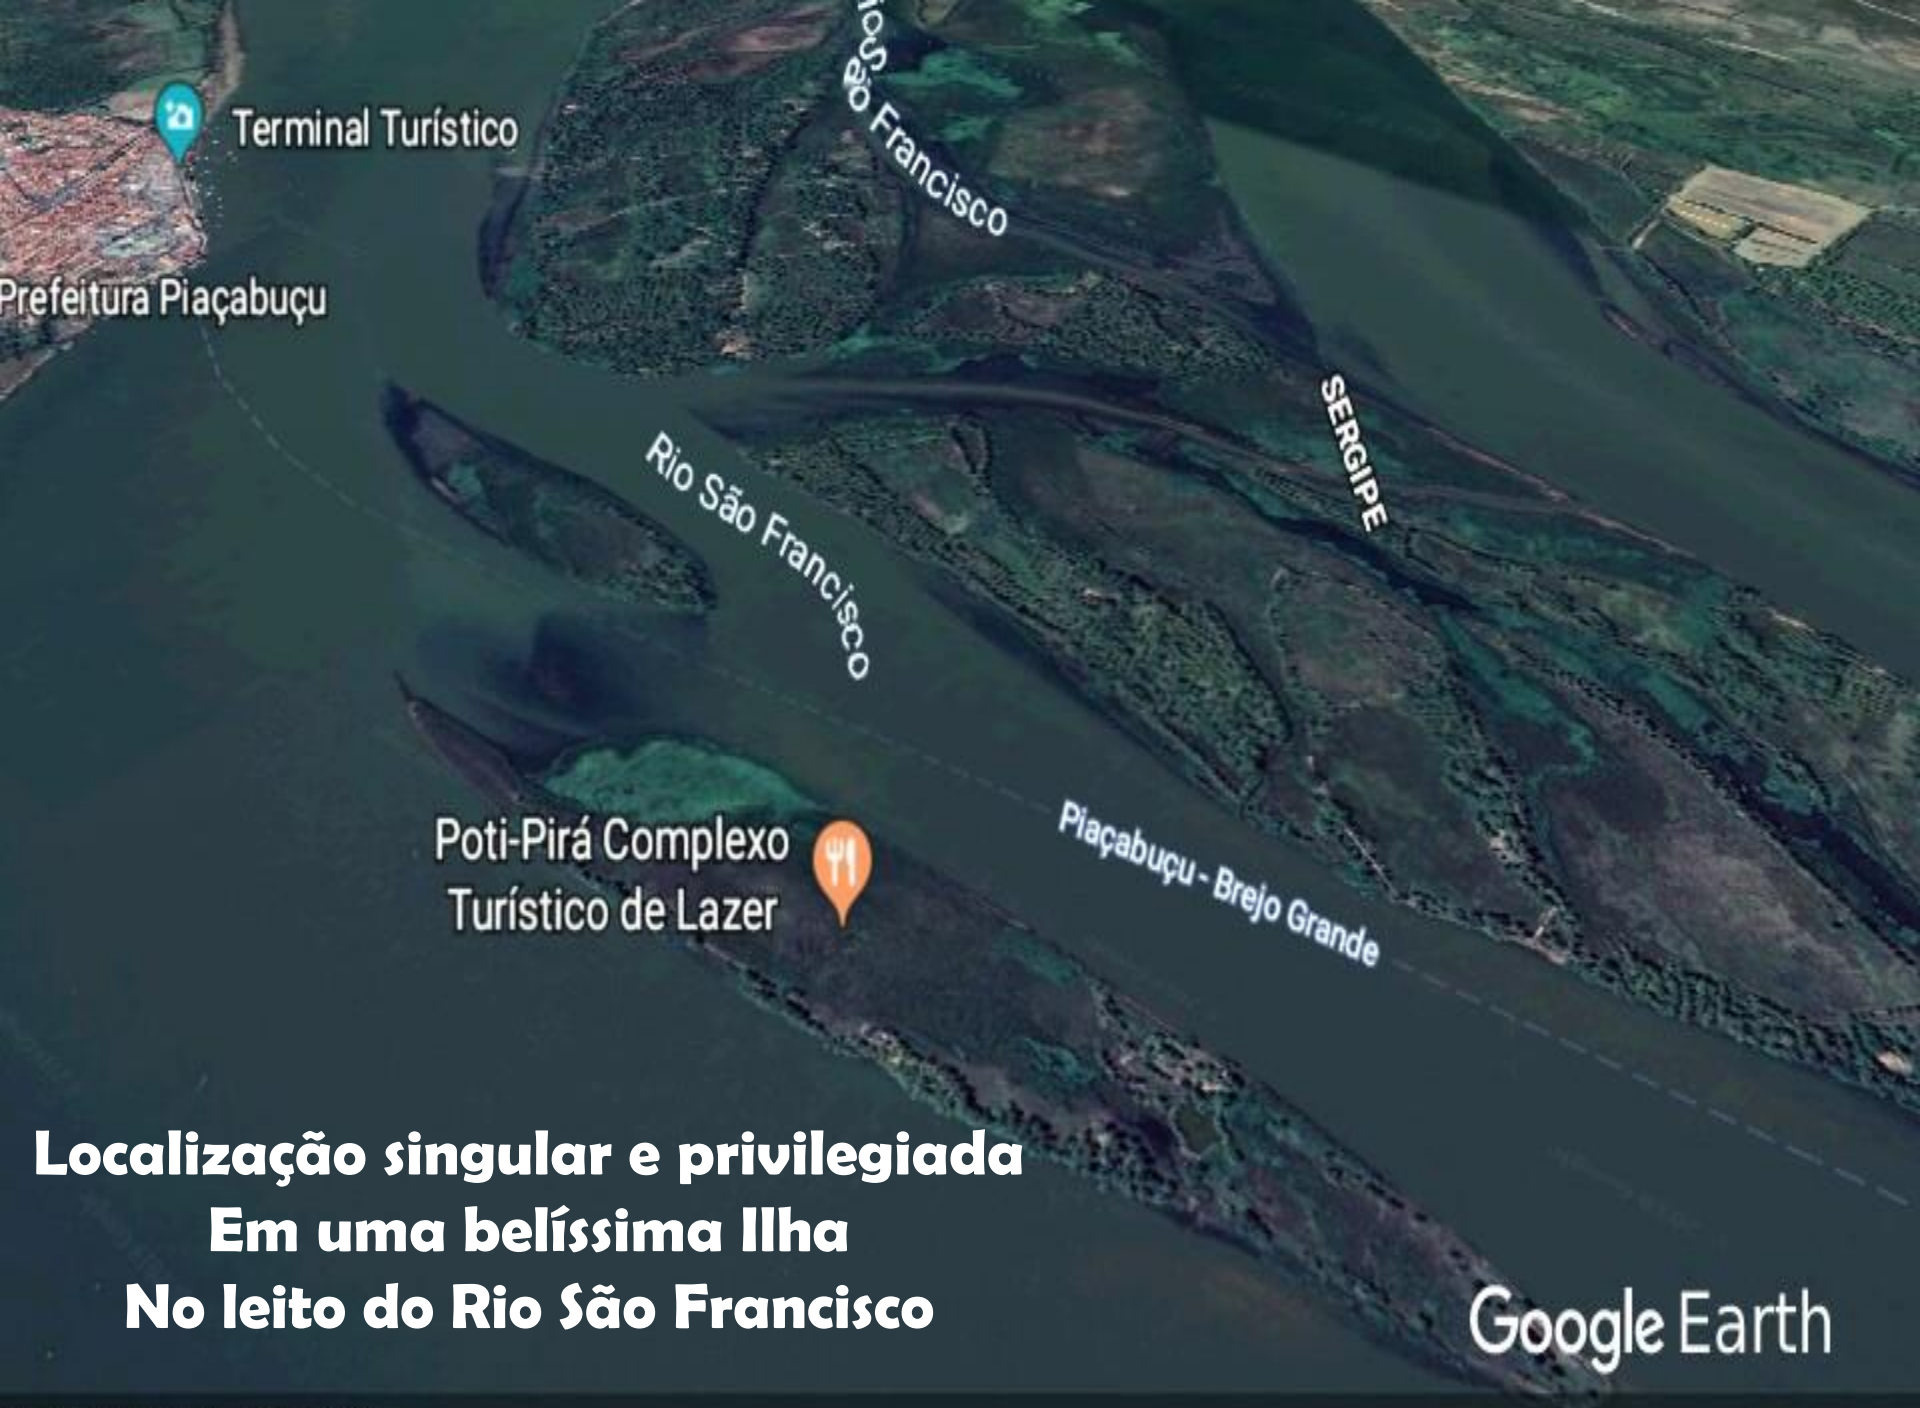 Rio São Francisco
Terminal Turístico
Prefeitura Piaçabuçu
SERGIPE
Rio São Francisco
Poti-Pirá Complexo
Turístico de Lazer
Piaçabuçu - Brejo Grande
Localização singular e privilegiada
Em uma belíssima Ilha
No leito do Rio São Francisco
Google Earth